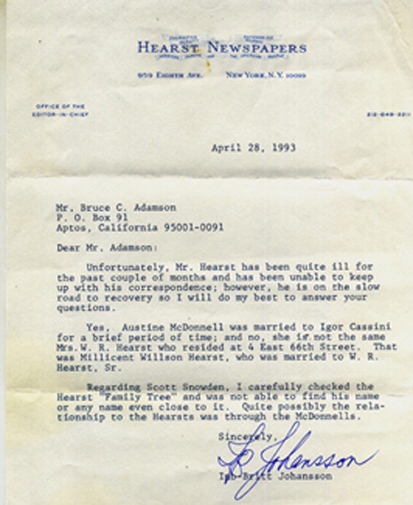 HEARST NEWSPAPERS
959 EIGHTH AVE. NEW YORK, N.Y. 10019
OFFICE OF THE
EDITOR-IN-CHIEF
April 28, 1993
Mr. Bruce C. Adamson
P. O. Box 91
Aptos, California 95001-0091
Dear Mr. Adamson:
Unfortunately, Mr. Hearst has been quite ill for
the past couple of months and has been unable to keep
up with his correspondence; however, he is on the slow
road to recovery so I will do my best to answer your
questions.
Yes, Austine McDonnell was married to Igor Cassini
for a brief period of time; and no, she is not the same
Mrs. W. R. Hearst who resided at 4 East 66th Street. That
was Millicent Willson Hearst, who was married to W. R.
Hearst, Sr.
Regarding Scott Snowden, I carefully checked the
Hearst "Family Tree" and was not able to find his name
or any name even close to it. Quite possibly the rela-
tionship to the Hearsts was through the McDonnells.
Sincerely,
Johansson
Johansson